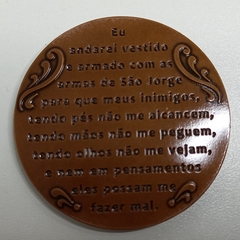 Eu
andarei vestido
e armado com as
armas de São Jorge
para que meus inimigos,
tendo pés não me alcancem,
tendo mãos não me peguem,
tendo olhos não me vejam,
e nem em pensamentos
eles possam me
fazer mal.